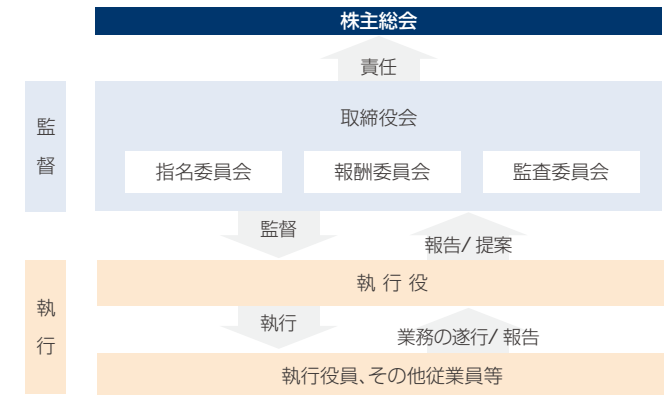 株主総会
責任
監督
取締役会
指名委員会
報酬委員会
監査委員会
監督
報告/ 提案
執行
執 行 役
執行
業務の遂行/ 報告
執行役員、その他従業員等